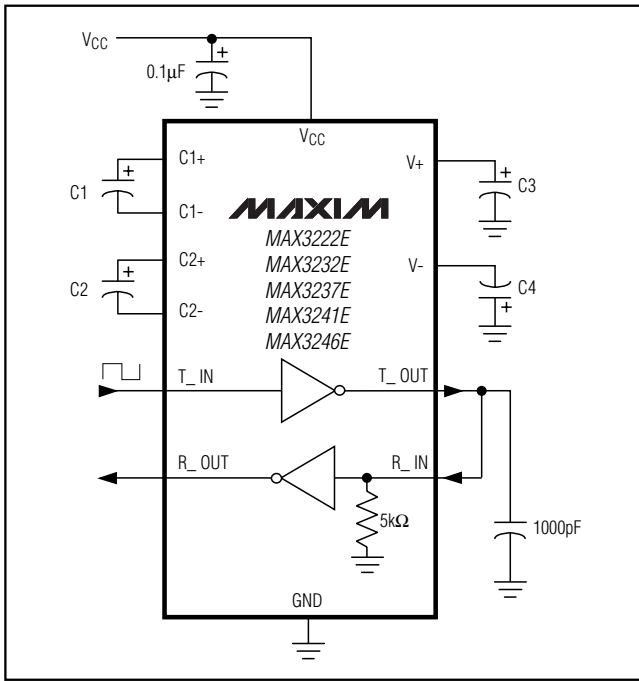 VCC
0.1µF
VCC
C1+
V+
C1
C3
C1-
MAXIM
MAX3222E
C2+
MAX3232E
V-
C2
MAX3237E
C4
C2-
MAX3241E
MAX3246E
T_ IN
T_ OUT
R_ OUT
R_ IN
5kΩ
1000pF
GND